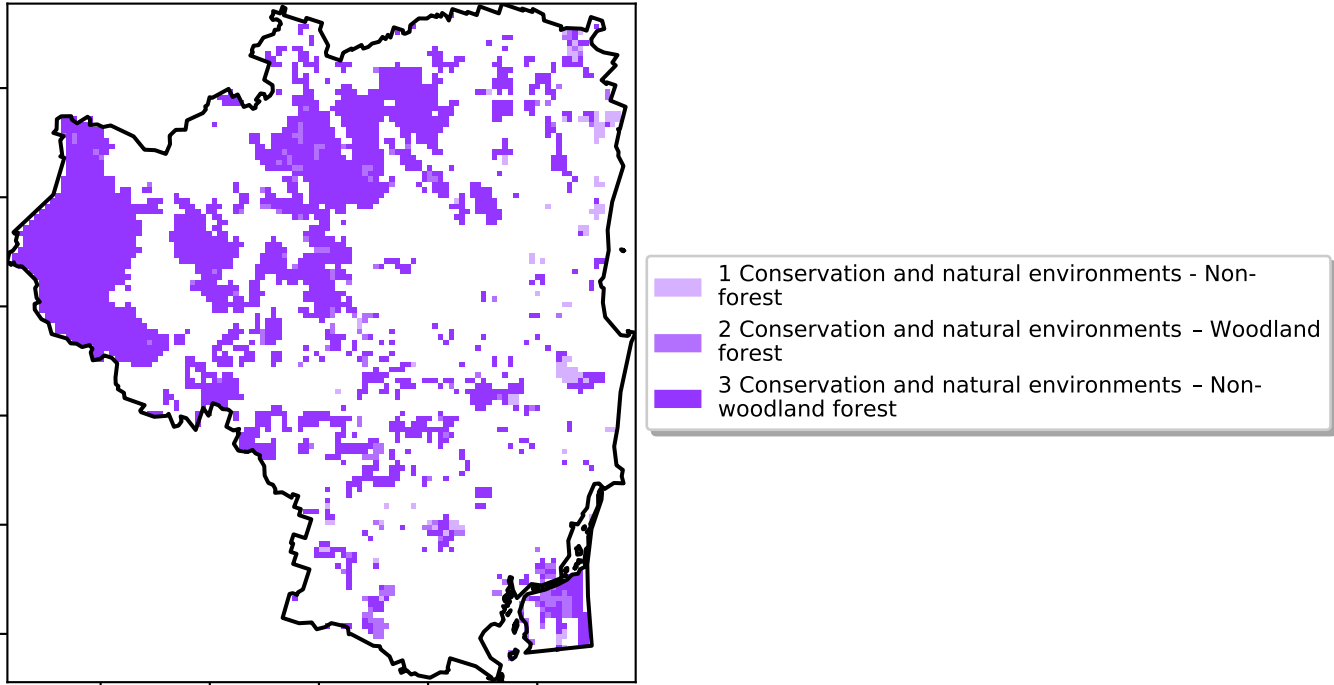 1 Conservation and natural environments - Non-
forest
2 Conservation and natural environments – Woodland
forest
3 Conservation and natural environments – Non-
woodland forest